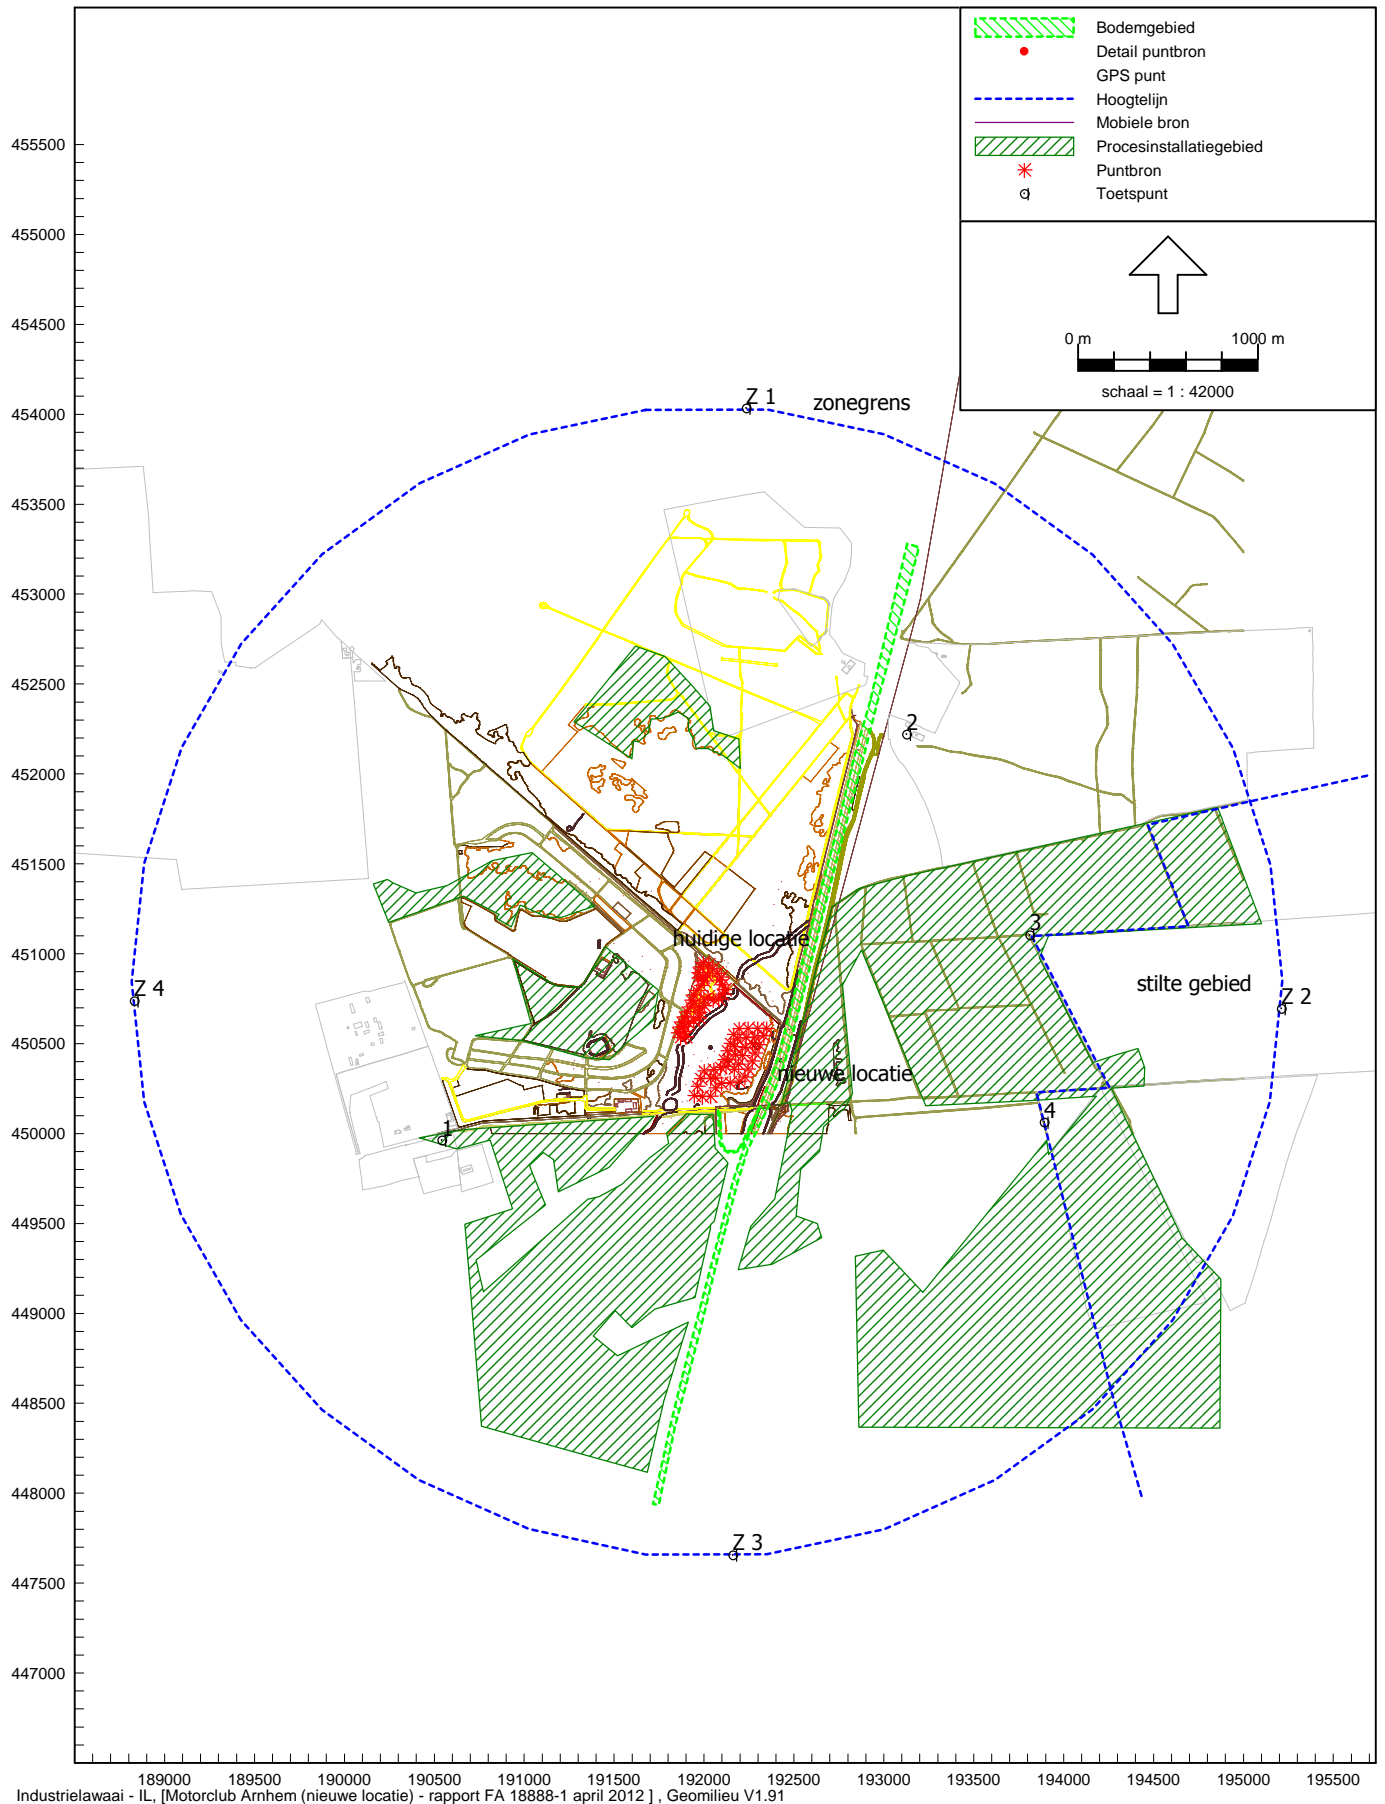 Bodemgebied
Detail puntbron
GPS punt
Hoogtelijn
Mobiele bron
Procesinstallatiegebied
Puntbron
Toetspunt
0 m 1000 m
schaal = 1 : 42000
455500
455000
454500
454000
453500
453000
452500
452000
451500
451000
450500
450000
449500
449000
448500
448000
447500
447000
Z 1
zonegrens
2
3
huidige locatie
stilte gebied
Z 4
Z 2
nieuwe locatie
4
1
Z 3
189000 189500 190000 190500 191000 191500 192000 192500 193000 193500 194000 194500 195000 195500
Industrielawaai - IL, [Motorclub Arnhem (nieuwe locatie) - rapport FA 18888-1 april 2012 ] , Geomilieu V1.91